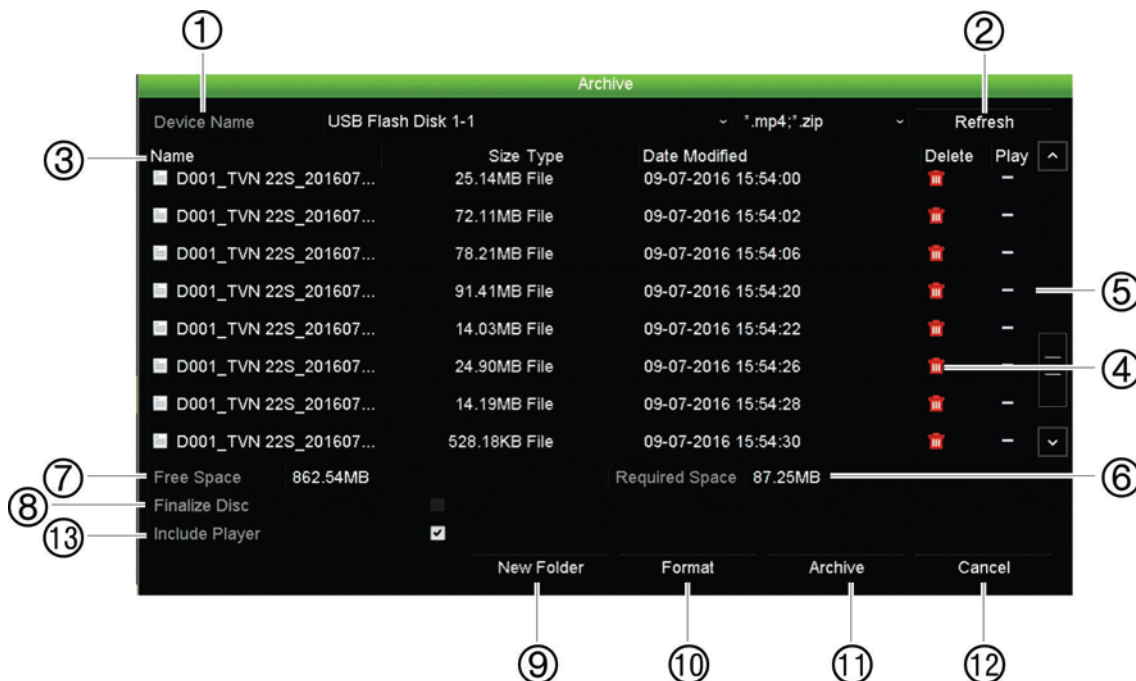 ① ②
Archive
Device Name USB Flash Disk 1-1 *.mp4;*.zip Refresh
③ Name Size Type Date Modified Delete Play
D001_TVN 22S_201607... 25.14MB File 09-07-2016 15:54:00
D001_TVN 22S_201607... 72.11MB File 09-07-2016 15:54:02
D001_TVN 22S_201607... 78.21MB File 09-07-2016 15:54:06
D001_TVN 22S_201607... 91.41MB File 09-07-2016 15:54:20 ⑤
D001_TVN 22S_201607... 14.03MB File 09-07-2016 15:54:22
D001_TVN 22S_201607... 24.90MB File 09-07-2016 15:54:26 ④
D001_TVN 22S_201607... 14.19MB File 09-07-2016 15:54:28
D001_TVN 22S_201607... 528.18KB File 09-07-2016 15:54:30
⑦ Free Space 862.54MB Required Space 87.25MB ⑥
⑧ Finalize Disc
⑬ Include Player
New Folder Format Archive Cancel
⑨ ⑩ ⑪ ⑫